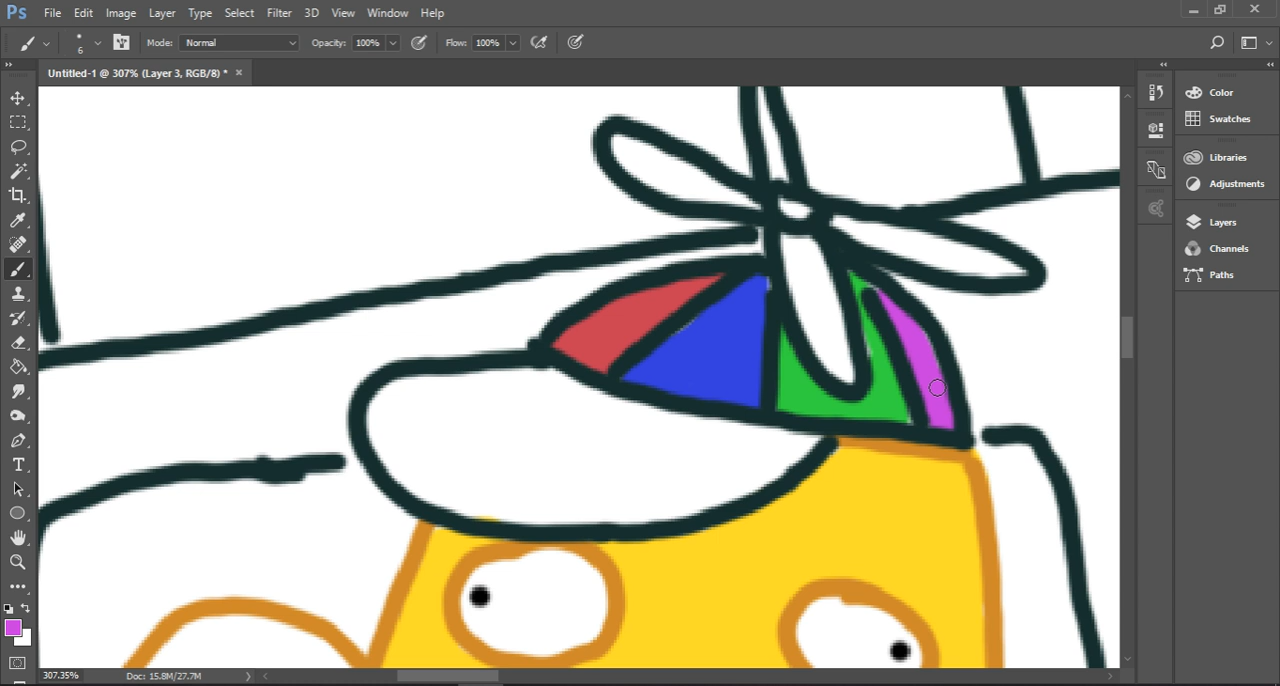 Ps File Edit Image Layer Type Select Filter 3D View Window Help
6 Mode: Normal Opacity: 100% Flow: 100%
Untitled-1 @ 307% (Layer 3, RGB/8) * ×
Color
Swatches
Libraries
Adjustments
Layers
Channels
Paths
T
307.35% Doc: 15.8M/27.7M